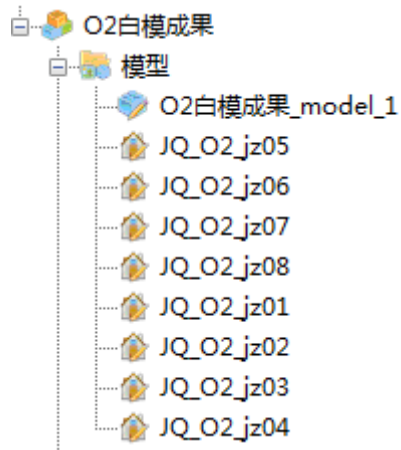 O2白模成果
模型
O2白模成果_model_1
JQ_O2_jz05
JQ_O2_jz06
JQ_O2_jz07
JQ_O2_jz08
JQ_O2_jz01
JQ_O2_jz02
JQ_O2_jz03
JQ_O2_jz04